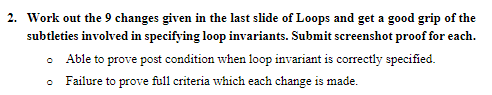 2. Work out the 9 changes given in the last slide of Loops and get a good grip of the
subtleties involved in specifying loop invariants. Submit screenshot proof for each.
o Able to prove post condition when loop invariant is correctly specified.
o Failure to prove full criteria which each change is made.